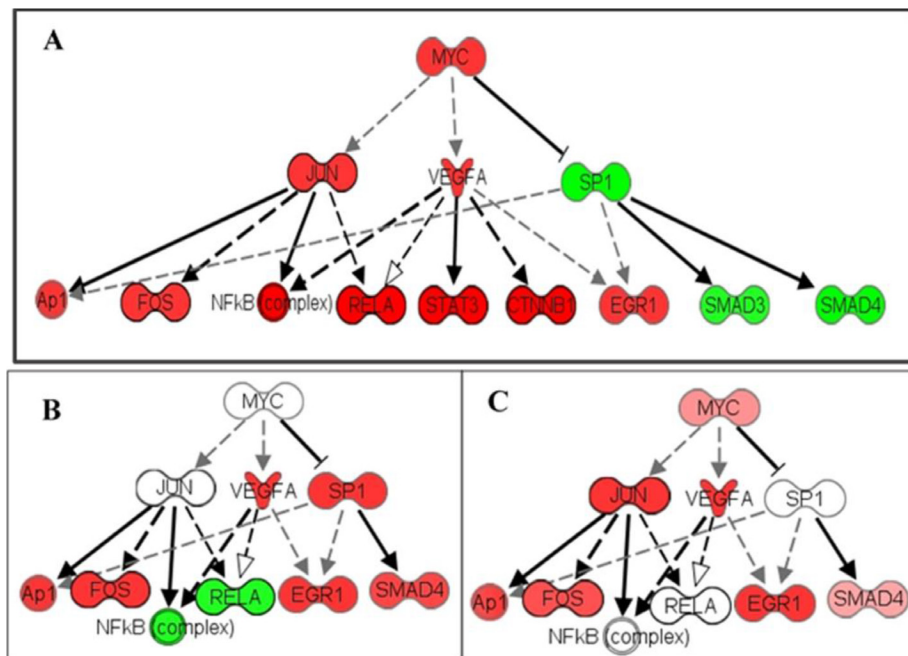 A
MYC
JUN
VEGFA
SP1
Ap1
FOS
NFkB (complex)
RELA
STAT3
CTNNB1
EGR1
SMAD3
SMAD4
B
MYC
JUN
VEGFA
SP1
Ap1
FOS
RELA
EGR1
SMAD4
NFkB (complex)
C
MYC
JUN
VEGFA
SP1
Ap1
FOS
RELA
EGR1
SMAD4
NFkB (complex)